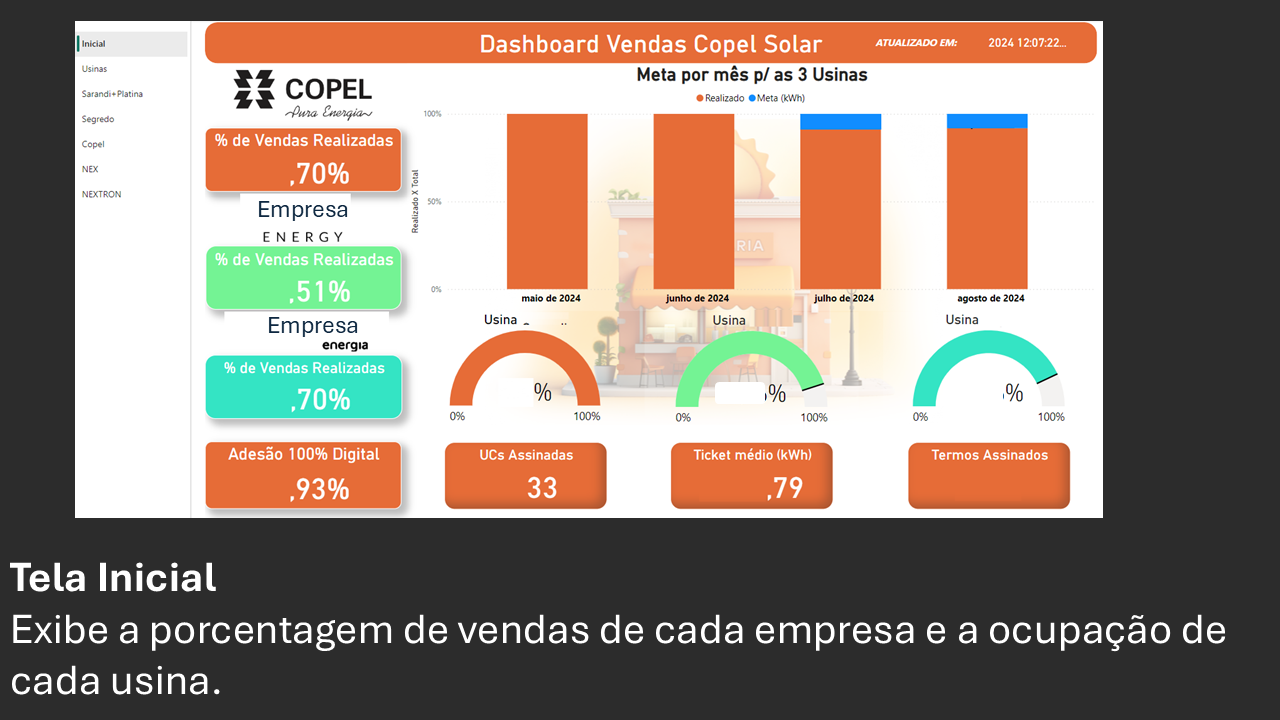 Inicial
Usinas
Sarandi+Platina
Segredo
Copel
NEX
NEXTRON
Dashboard Vendas Copel Solar
ATUALIZADO EM:
2024 12:07:22...
COPEL
Pura Energia
% de Vendas Realizadas
,70%
Empresa
ENERGY
% de Vendas Realizadas
,51%
Empresa
energia
% de Vendas Realizadas
,70%
Adesão 100% Digital
,93%
Meta por mês p/ as 3 Usinas
Realizado Meta (kWh)
Realizado X Total
100%
50%
0%
RIA
maio de 2024
junho de 2024
julho de 2024
agosto de 2024
Usina
%
0%
100%
Usina
%
0%
100%
Usina
%
0%
100%
UCs Assinadas
33
Ticket médio (kWh)
,79
Termos Assinados
Tela Inicial
Exibe a porcentagem de vendas de cada empresa e a ocupação de
cada usina.